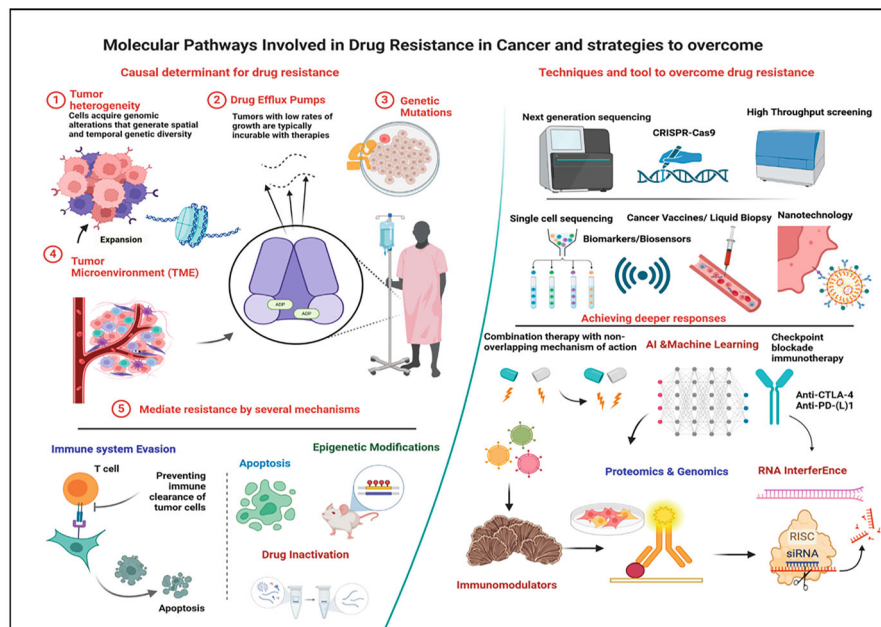 Molecular Pathways Involved in Drug Resistance in Cancer and strategies to overcome
Causal determinant for drug resistance
1 Tumor
heterogeneity
Cells acquire genomic
alterations that generate spatial
and temporal genetic diversity
2 Drug Efflux Pumps
Tumors with low rates of
growth are typically
incurable with therapies
3 Genetic
Mutations
Expansion
4 Tumor
Microenvironment (TME)
ADP
ADP
5 Mediate resistance by several mechanisms
Immune system Evasion
T cell
Preventing
immune
clearance of
tumor cells
Apoptosis
Apoptosis
Epigenetic Modifications
Drug Inactivation
Techniques and tool to overcome drug resistance
Next generation sequencing
CRISPR-Cas9
High Throughput screening
Single cell sequencing
Biomarkers/Biosensors
Cancer Vaccines/ Liquid Biopsy
Nanotechnology
Achieving deeper responses
Combination therapy with non-
overlapping mechanism of action
AI &Machine Learning
Checkpoint
blockade
immunotherapy
Anti-CTLA-4
Anti-PD-(L)1
Proteomics & Genomics
RNA InterferEnce
Immunomodulators
RISC
siRNA